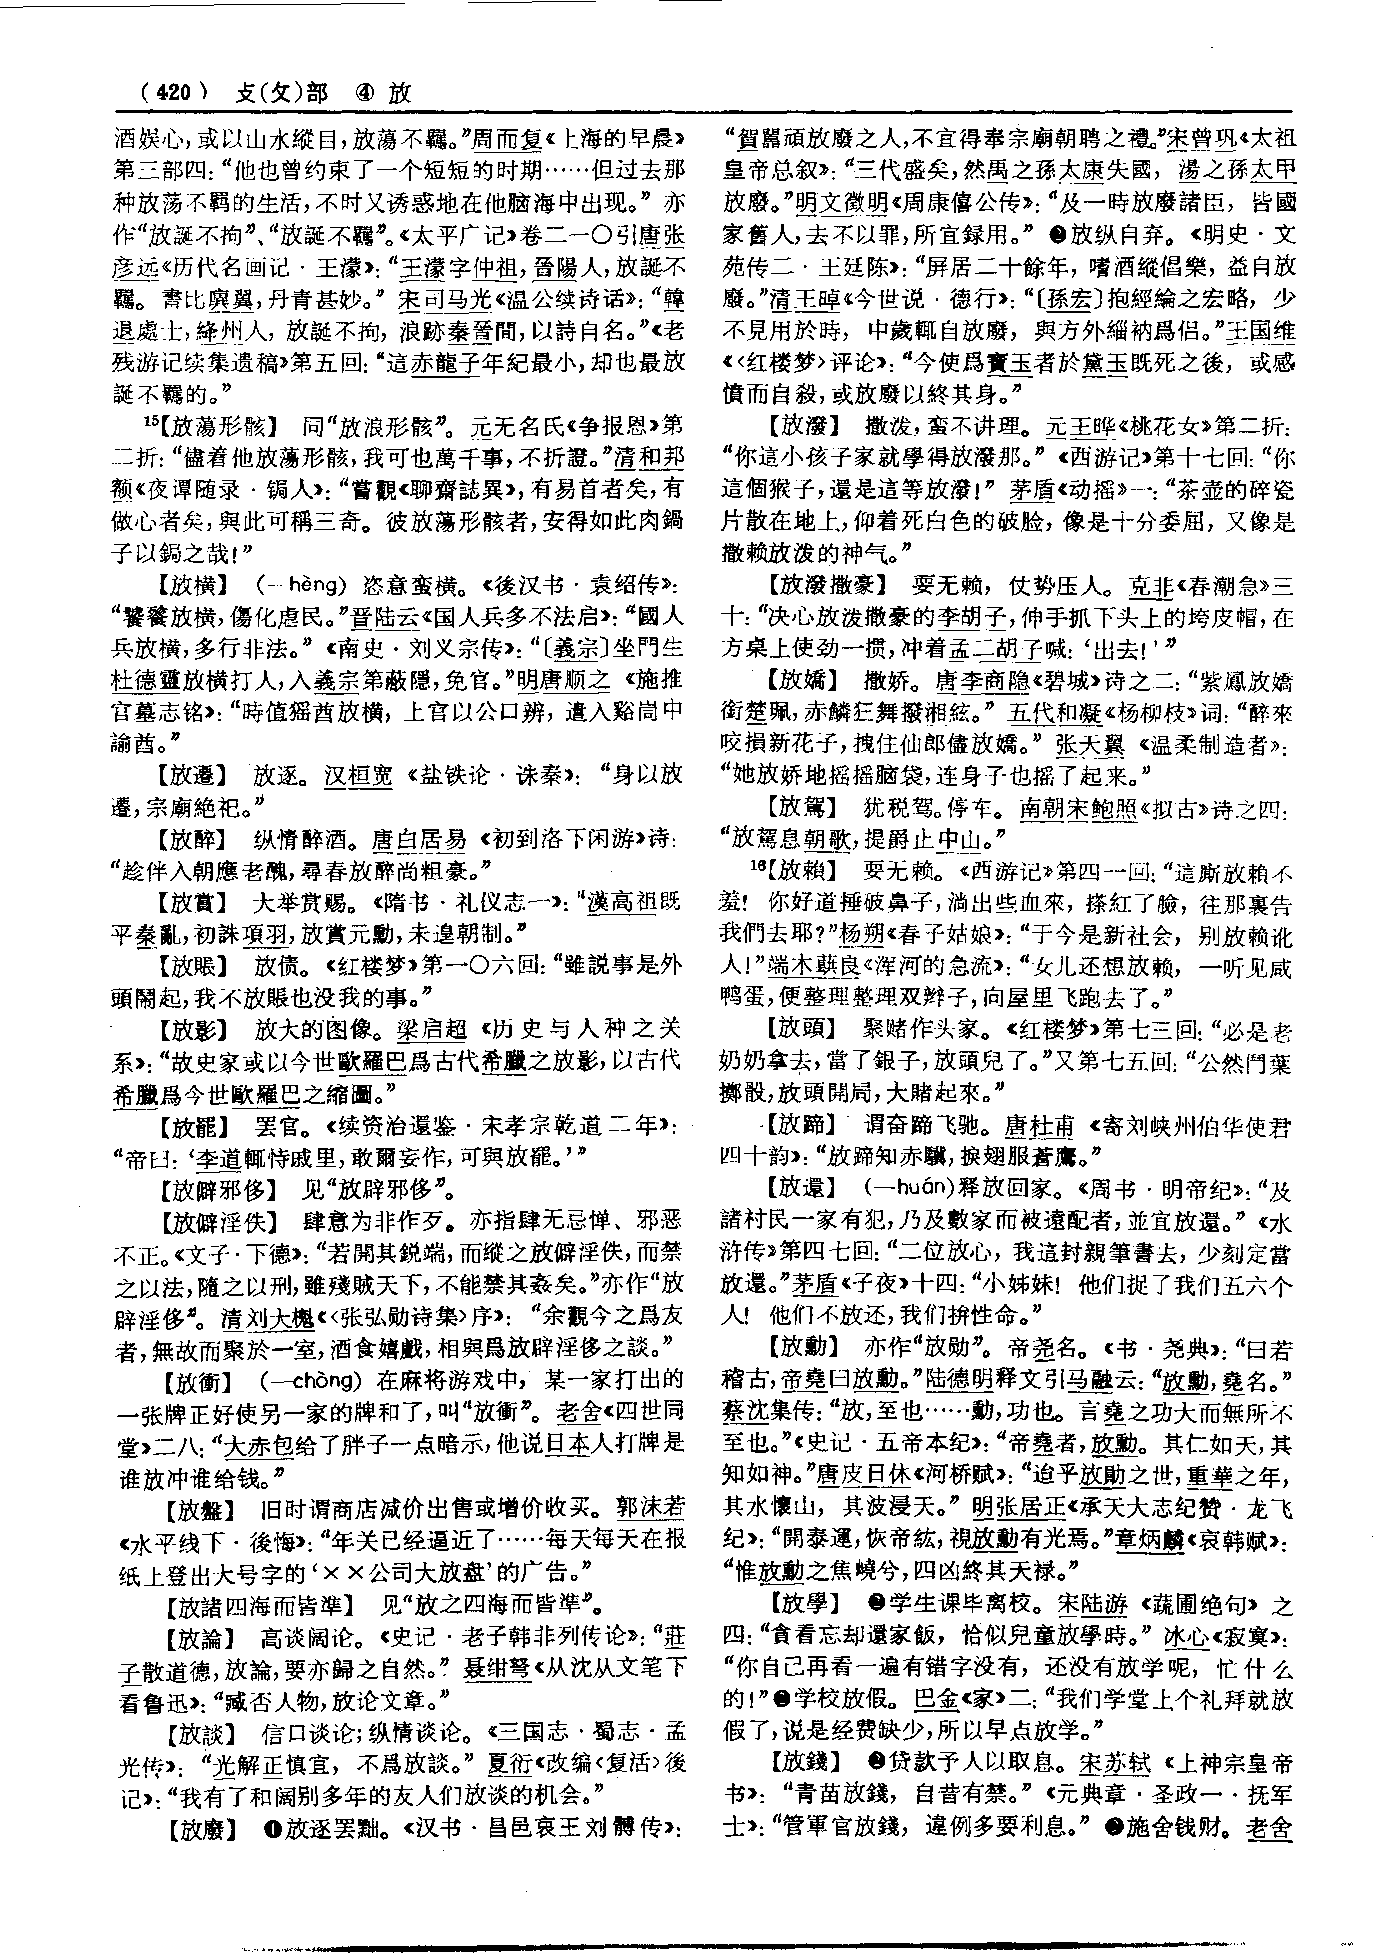 （420） 攴（攵）部 ④ 放
酒娱心，或以山水縱目，放蕩不羈。”周而复《上海的早晨》
第三部四：“他也曾约束了一个短短的时期……但过去那
种放荡不羁的生活，不时又诱惑地在他脑海中出现。” 亦
作“放誕不拘”、“放誕不羈”。《太平广记》卷二一〇引唐张
彦远《历代名画记·王濛》：“王濛字仲祖，晉陽人，放誕不
羈。書比庾翼，丹青甚妙。” 宋司马光《温公续诗话》：“韓
退處士，絳州人，放誕不拘，浪跡秦晉間，以詩自名。”《老
残游记续集遗稿》第五回：“這赤龍子年紀最小，却也最放
誕不羈的。”
15【放蕩形骸】 同“放浪形骸”。元无名氏《争报恩》第
二折：“儘着他放蕩形骸，我可也萬千事，不折證。”清和邦
额《夜谭随录·锔人》：“嘗觀《聊齋誌異》，有易首者矣，有
做心者矣，與此可稱三奇。彼放蕩形骸者，安得如此肉鍋
子以鋦之哉！”
【放横】 （—hèng）恣意蛮横。《後汉书·袁绍传》：
“饕餮放横，傷化虐民。”晋陆云《国人兵多不法启》：“國人
兵放横，多行非法。” 《南史·刘义宗传》：“〔義宗〕坐門生
杜德靈放横打人，入義宗第蔽隱，免官。”明唐顺之《施推
官墓志铭》：“時值猺酋放横，上官以公口辨，遣入谿峒中
諭酋。”
【放遷】 放逐。汉桓宽《盐铁论·诛秦》：“身以放
遷，宗廟絶祀。”
【放醉】 纵情醉酒。唐白居易《初到洛下闲游》诗：
“趁伴入朝應老醜，尋春放醉尚粗豪。”
【放賞】 大举赏赐。《隋书·礼仪志一》：“漢高祖既
平秦亂，初誅項羽，放賞元勳，未遑朝制。”
【放賬】 放债。《红楼梦》第一〇六回：“雖説事是外
頭鬧起，我不放賬也没我的事。”
【放影】 放大的图像。梁启超《历史与人种之关
系》：“故史家或以今世歐羅巴爲古代希臘之放影，以古代
希臘爲今世歐羅巴之缩圖。”
【放罷】 罢官。《续资治通鉴·宋孝宗乾道二年》：
“帝曰：‘李道輒恃戚里，敢爾妄作，可與放罷。’”
【放僻邪侈】 见“放辟邪侈”。
【放僻淫佚】 肆意为非作歹。亦指肆无忌惮、邪恶
不正。《文子·下德》：“若開其鋭端，而縱之放僻淫佚，而禁
之以法，隨之以刑，雖殘賊天下，不能禁其姦矣。”亦作“放
辟淫侈”。清刘大櫆《〈张弘勋诗集〉序》：“余觀今之爲友
者，無故而聚於一室，酒食嬉戲，相與爲放辟淫侈之談。”
【放衝】 （—chòng）在麻将游戏中，某一家打出的
一张牌正好使另一家的牌和了，叫“放衝”。老舍《四世同
堂》二八：“大赤包给了胖子一点暗示，他说日本人打牌是
谁放冲谁给钱。”
【放盤】 旧时谓商店减价出售或增价收买。郭沫若
《水平线下·後悔》：“年关已经逼近了……每天每天在报
纸上登出大号字的‘××公司大放盘’的广告。”
【放諸四海而皆準】 见“放之四海而皆準”。
【放論】 高谈阔论。《史记·老子韩非列传论》：“莊
子散道德，放論，要亦歸之自然。” 聂绀弩《从沈从文笔下
看鲁迅》：“臧否人物，放论文章。”
【放談】 信口谈论；纵情谈论。《三国志·蜀志·孟
光传》：“光解正慎宜，不爲放談。”夏衍《改编〈复活〉後
记》：“我有了和阔别多年的友人们放谈的机会。”
【放廢】 ❶放逐罢黜。《汉书·昌邑哀王刘髆传》：
“賀嚚頑放廢之人，不宜得奉宗廟朝聘之禮。”宋曾巩《太祖
皇帝总叙》：“三代盛矣，然禹之孫太康失國，湯之孫太甲
放廢。”明文徵明《周康僖公传》：“及一時放廢諸臣，皆國
家舊人，去不以罪，所宜録用。” ❷放纵自弃。《明史·文
苑传二·王廷陈》：“屏居二十餘年，嗜酒縱倡樂，益自放
廢。”清王晫《今世说·德行》：“〔孫宏〕抱經綸之宏略，少
不見用於時，中歲輒自放廢，與方外緇衲爲侣。”王国维
《〈红楼梦〉评论》：“今使爲寶玉者於黛玉既死之後，或感
憤而自殺，或放廢以終其身。”
【放潑】 撒泼，蛮不讲理。元王晔《桃花女》第二折：
“你這小孩子家就學得放潑那。” 《西游记》第十七回：“你
這個猴子，還是這等放潑！” 茅盾《动摇》一：“茶壶的碎瓷
片散在地上，仰着死白色的破脸，像是十分委屈，又像是
撒赖放泼的神气。”
【放潑撒豪】 耍无赖，仗势压人。克非《春潮急》三
十：“决心放泼撒豪的李胡子，伸手抓下头上的垮皮帽，在
方桌上使劲一掼，冲着孟二胡子喊：‘出去！’”
【放嬌】 撒娇。唐李商隐《碧城》诗之二：“紫鳳放嬌
銜楚珮，赤鱗狂舞撥湘絃。” 五代和凝《杨柳枝》词：“醉來
咬損新花子，拽住仙郎儘放嬌。” 张天翼《温柔制造者》：
“她放娇地摇摇脑袋，连身子也摇了起来。”
【放駕】 犹税驾。停车。南朝宋鲍照《拟古》诗之四：
“放駕息朝歌，提爵止中山。”
16【放賴】 耍无赖。《西游记》第四一回：“這廝放賴不
羞！你好道捶破鼻子，淌出些血來，搽紅了臉，往那裏告
我們去耶？”杨朔《春子姑娘》：“于今是新社会，别放赖讹
人！”端木蕻良《浑河的急流》：“女儿还想放赖，一听见咸
鸭蛋，便整理整理双辫子，向屋里飞跑去了。”
【放頭】 聚赌作头家。《红楼梦》第七三回：“必是老
奶奶拿去，當了銀子，放頭兒了。”又第七五回：“公然鬥葉
擲骰，放頭開局，大賭起來。”
【放蹄】 谓奋蹄飞驰。唐杜甫《寄刘峡州伯华使君
四十韵》：“放蹄知赤驥，捩翅服蒼鷹。”
【放還】 （—huán）释放回家。《周书·明帝纪》：“及
諸村民一家有犯，乃及數家而被遠配者，並宜放還。” 《水
浒传》第四七回：“二位放心，我這封親筆書去，少刻定當
放還。”茅盾《子夜》十四：“小姊妹！他们捉了我们五六个
人！他们不放还，我们拚性命。”
【放勳】 亦作“放勋”。帝尧名。《书·尧典》：“曰若
稽古，帝堯曰放勳。”陆德明释文引马融云：“放勳，堯名。”
蔡沈集传：“放，至也……勳，功也。言堯之功大而無所不
至也。”《史记·五帝本纪》：“帝堯者，放勳。其仁如天，其
知如神。”唐皮日休《河桥赋》：“迨乎放勛之世，重華之年，
其水懷山，其波浸天。” 明张居正《承天大志纪赞·龙飞
纪》：“開泰運，恢帝紘，視放勳有光焉。”章炳麟《哀韩赋》：
“惟放勳之焦嶢兮，四凶終其天禄。”
【放學】 ❶学生课毕离校。宋陆游《蔬圃绝句》之
四：“貪看忘却還家飯，恰似兒童放學時。” 冰心《寂寞》：
“你自己再看一遍有错字没有，还没有放学呢，忙什么
的！”❷学校放假。巴金《家》二：“我们学堂上个礼拜就放
假了，说是经费缺少，所以早点放学。”
【放錢】 ❶贷款予人以取息。宋苏轼《上神宗皇帝
书》：“青苗放錢，自昔有禁。” 《元典章·圣政一·抚军
士》：“管軍官放錢，違例多要利息。” ❷施舍钱财。老舍